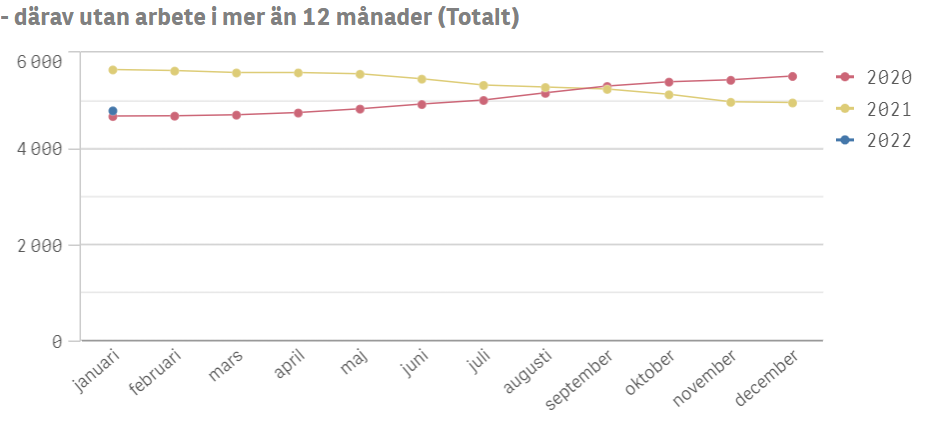 - därav utan arbete i mer än 12 månader (Totalt)
6 000
4 000
2 000
0
januari
februari
mars
april
maj
juni
juli
augusti
september
oktober
november
december
2020
2021
2022